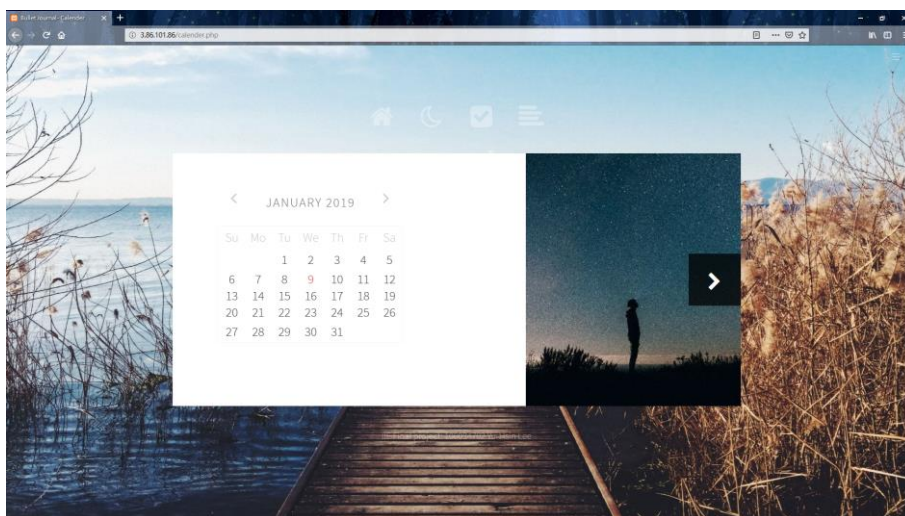 Bullet Journal-Calender
3.86.101.86/calender.php
JANUARY 2019
Su Mo Tu We Th Fr Sa
1 2 3 4 5
6 7 8 9 10 11 12
13 14 15 16 17 18 19
20 21 22 23 24 25 26
27 28 29 30 31